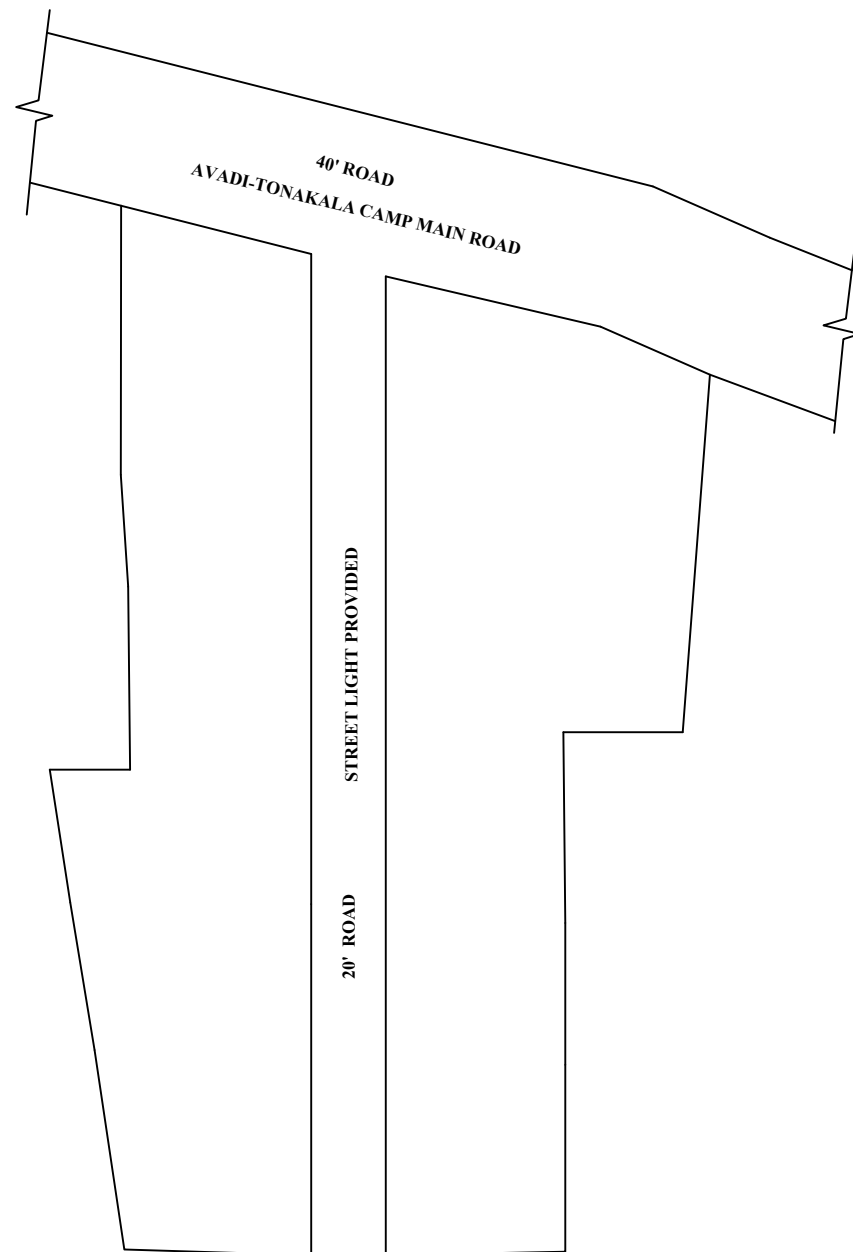 40' ROAD
AVADI-TONAKALA CAMP MAIN ROAD
STREET LIGHT PROVIDED
20' ROAD